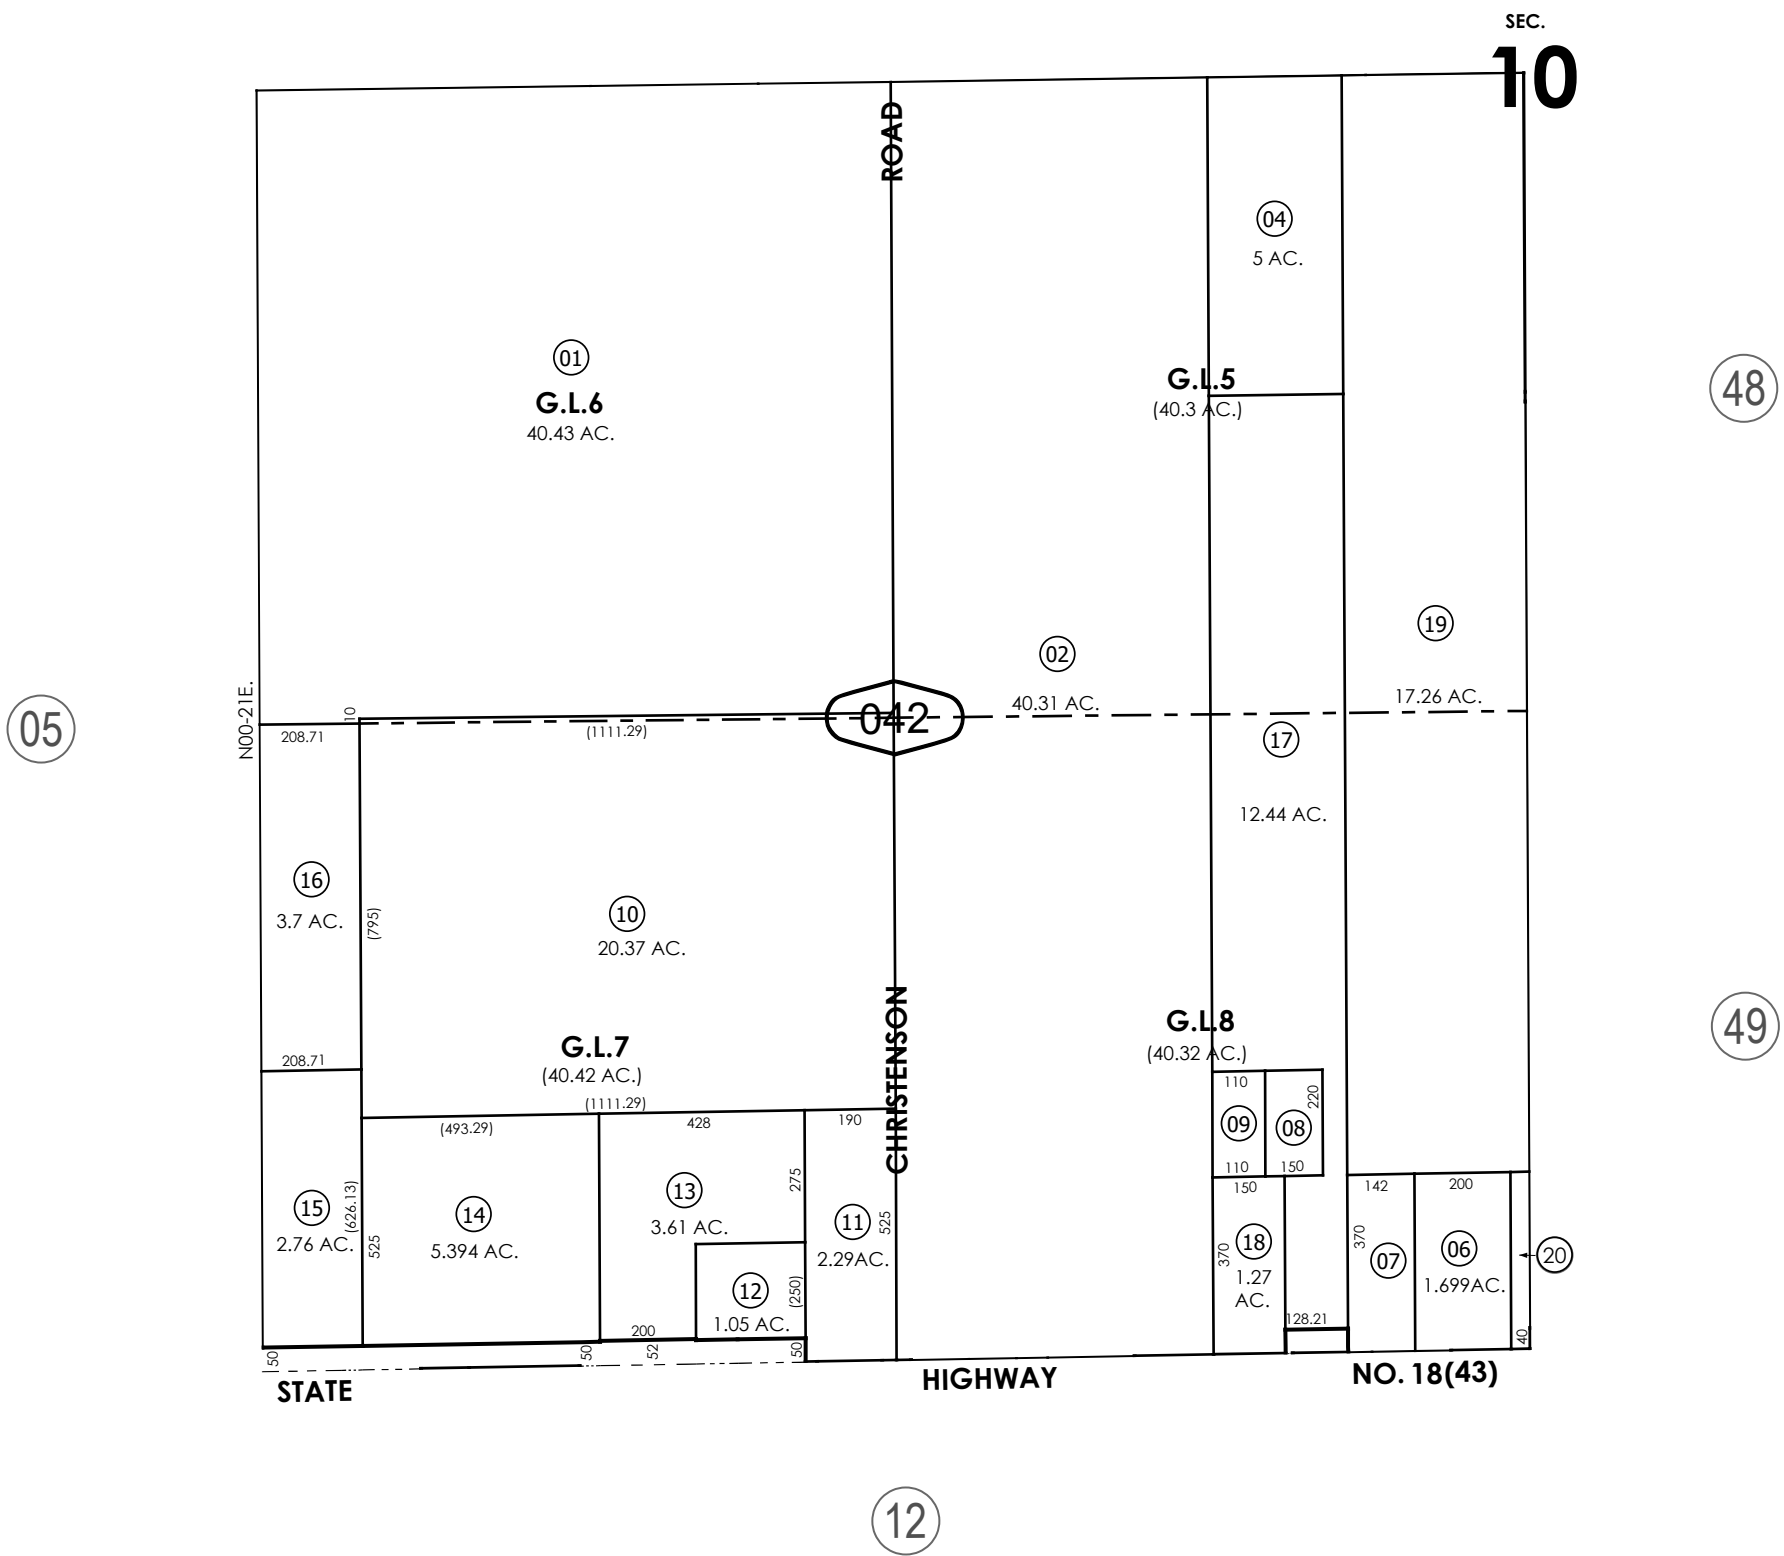 SEC.
10
ROAD
04
5 AC.
01
G.L.6
40.43 AC.
G.L.5
(40.3 AC.)
48
19
17.26 AC.
02
40.31 AC.
N00-21E.
05
10
208.71
(1111.29)
042
17
12.44 AC.
16
3.7 AC.
(795)
10
20.37 AC.
CHRISTENSON
G.L.8
(40.32 AC.)
49
G.L.7
(40.42 AC.)
(1111.29)
208.71
110
220
09
08
110
150
(493.29)
428
190
275
150
142
200
15
2.76 AC.
(626.13)
525
14
5.394 AC.
13
3.61 AC.
11
2.29AC.
525
12
1.05 AC.
(250)
370
18
1.27
AC.
370
07
06
1.699AC.
20
128.21
40
200
50
50
52
50
STATE
HIGHWAY
NO. 18(43)
12